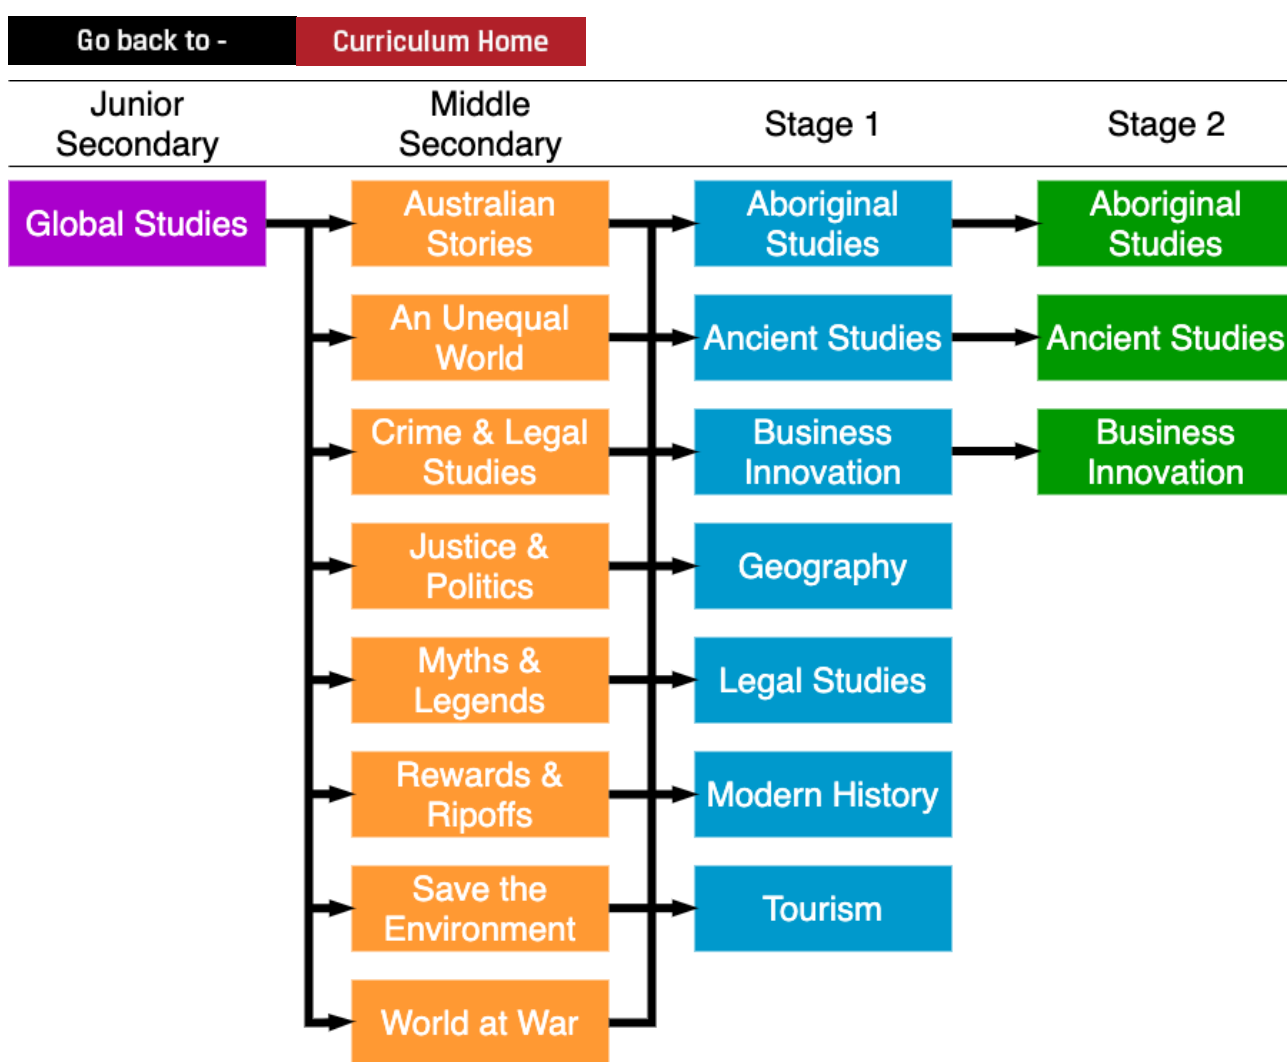 Go back to -
Curriculum Home
Junior
Secondary
Middle
Secondary
Stage 1
Stage 2
Global Studies
Australian
Stories
Aboriginal
Studies
Aboriginal
Studies
An Unequal
World
Ancient Studies
Ancient Studies
Crime & Legal
Studies
Business
Innovation
Business
Innovation
Justice &
Politics
Geography
Myths &
Legends
Legal Studies
Rewards &
Ripoffs
Modern History
Save the
Environment
Tourism
World at War